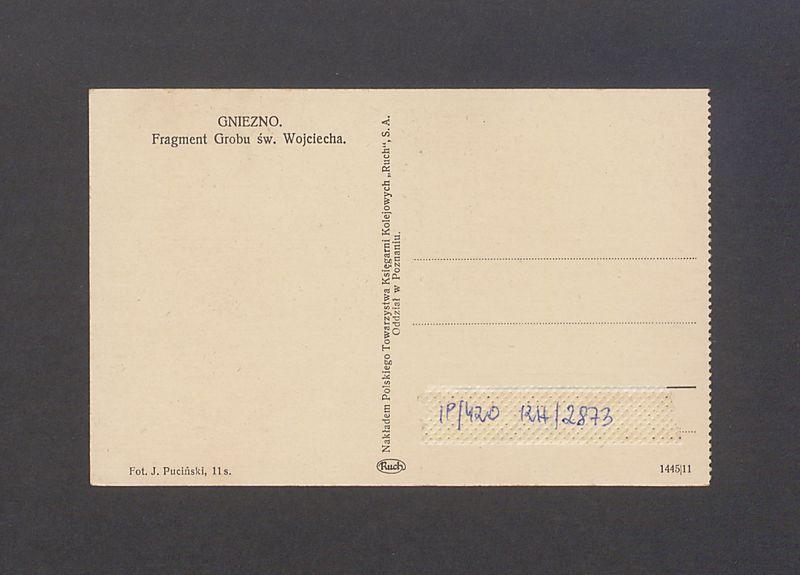 GNIEZNO.
Fragment Grobu św. Wojciecha.
Nakładem Polskiego Towarzystwa Księgarni Kolejowych „Ruch“, S. A.
Oddział w Poznaniu.
IP/420 RH/2873
Fot. J. Puciński, 11 s.
Ruch
1445|11